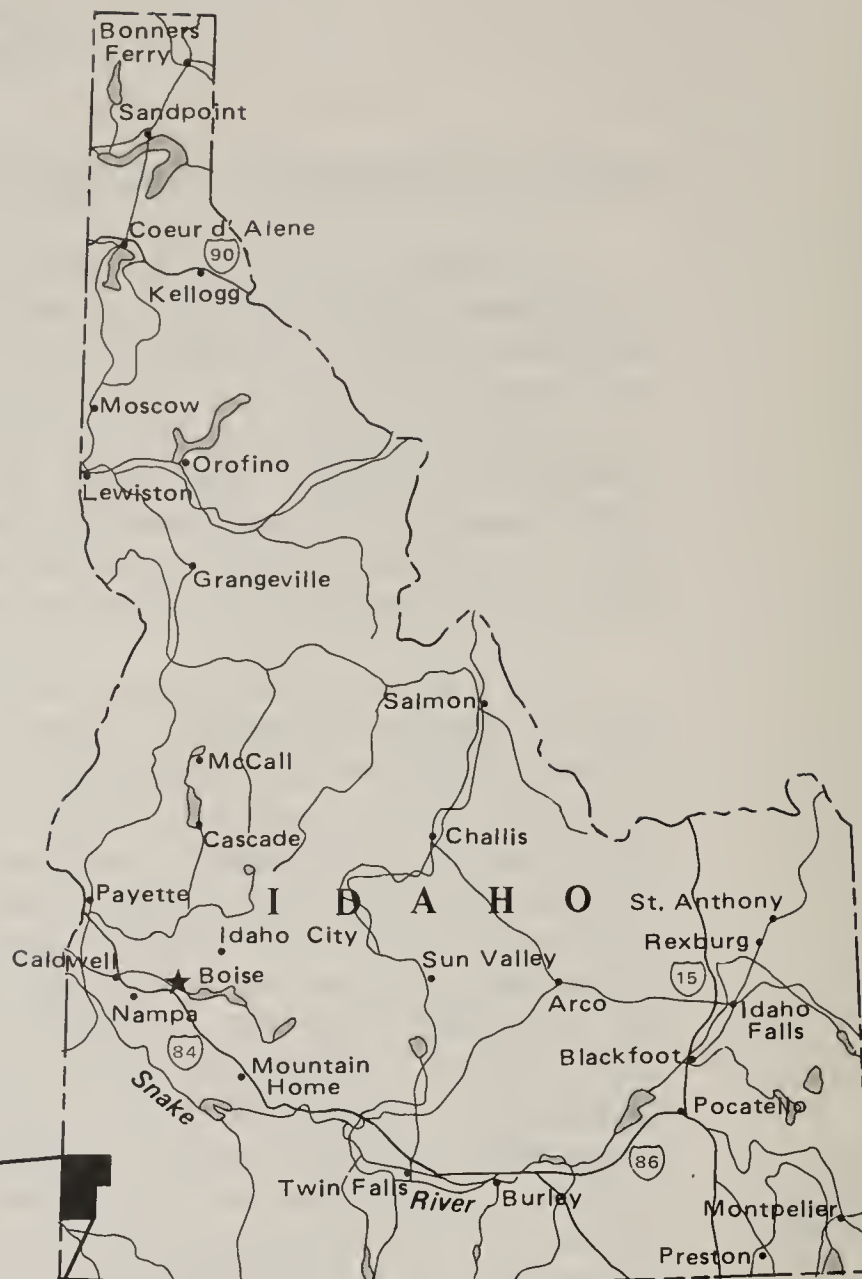 Bonners
Ferry
Sandpoint
Coeur d' Alene
90
Kellogg
Moscow
Orofino
Lewiston
Grangeville
Salmon
McCall
Cascade
Challis
Payette
IDAHO
St. Anthony
Rexburg
Idaho City
Caldwell
Boise
Sun Valley
15
Nampa
Arco
Idaho
Falls
84
Blackfoot
Mountain
Home
Snake
Pocatello
86
Twin Falls
River
Burley
Montpelier
Preston